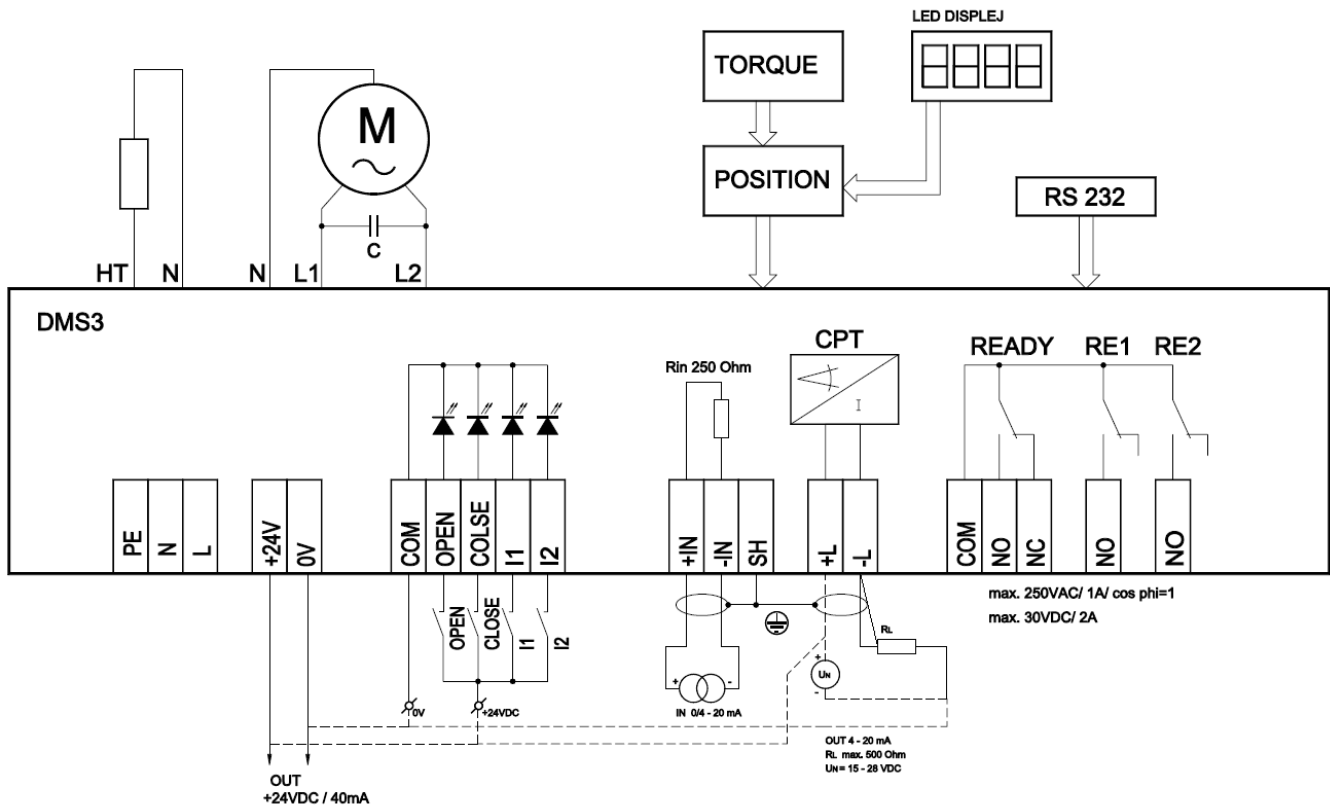 LED DISPLEJ
TORQUE
M
POSITION
RS 232
C
HT
N
N
L1
L2
DMS3
CPT
READY
RE1
RE2
Rin 250 Ohm
I
PE
N
L
+24V
0V
COM
OPEN
COLSE
I1
I2
+IN
-IN
SH
+L
-L
COM
NO
NC
NO
NO
max. 250VAC/ 1A/ cos phi=1
max. 30VDC/ 2A
OPEN
CLOSE
I1
I2
RL
+
UN
-
+
-
IN 0/4 - 20 mA
0V
+24VDC
OUT 4 - 20 mA
RL max. 500 Ohm
UN = 15 - 28 VDC
OUT
+24VDC / 40mA